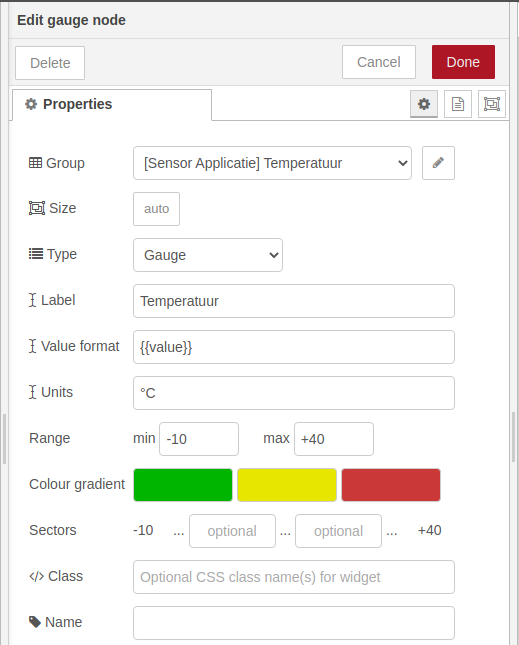 Edit gauge node
Delete Cancel Done
Properties
Group [Sensor Applicatie] Temperatuur
Size auto
Type Gauge
Label Temperatuur
Value format {{value}}
Units °C
Range min -10 max +40
Colour gradient
Sectors -10 ... optional ... optional ... +40
Class Optional CSS class name(s) for widget
Name